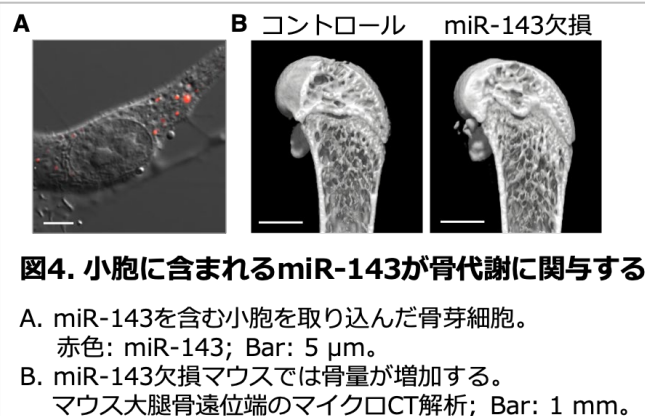 A
B コントロール miR-143欠損
図4. 小胞に含まれるmiR-143が骨代謝に関与する
A. miR-143を含む小胞を取り込んだ骨芽細胞。
赤色: miR-143; Bar: 5 μm。
B. miR-143欠損マウスでは骨量が増加する。
マウス大腿骨遠位端のマイクロCT解析; Bar: 1 mm。